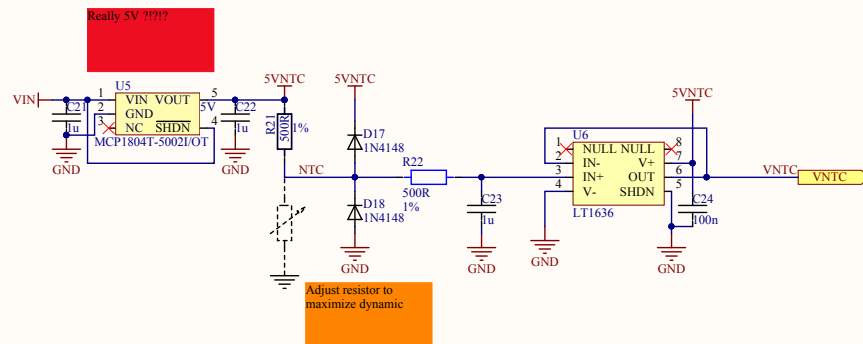 Really 5V ?!?!?
5VNTC
5VNTC
5VNTC
VIN
C21
1u
GND
U5
1
VIN VOUT
5
5V
2
GND
3
NC
SHDN
4
MCP1804T-5002I/OT
C22
1u
GND
R21
500R
1%
NTC
D17
1N4148
D18
1N4148
GND
R22
500R
1%
C23
1u
GND
U6
1
NULL NULL
8
2
IN-
V+
7
3
IN+
OUT
6
4
V-
SHDN
5
LT1636
GND
C24
100n
GND
VNTC
VNTC
Adjust resistor to
maximize dynamic